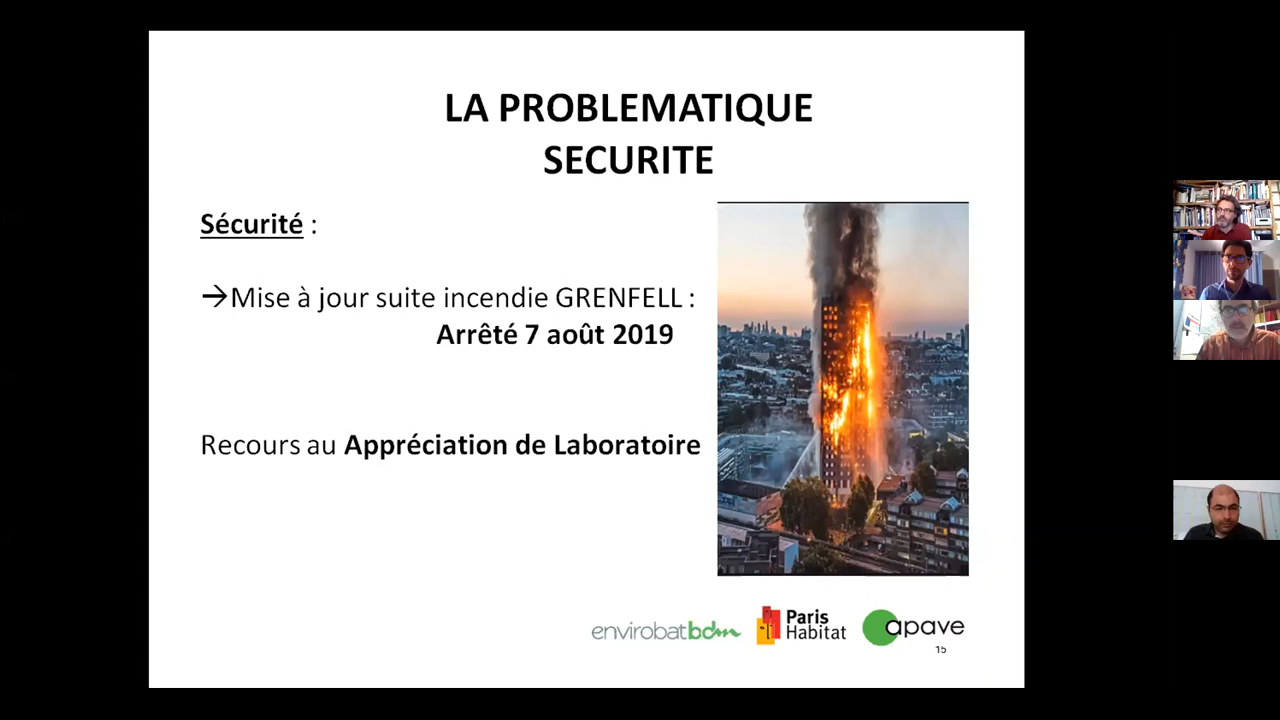 LA PROBLEMATIQUE
SECURITE
Sécurité :
→Mise à jour suite incendie GRENFELL :
Arrêté 7 août 2019
Recours au Appréciation de Laboratoire
envirobatbdm
Paris
Habitat
apave
15